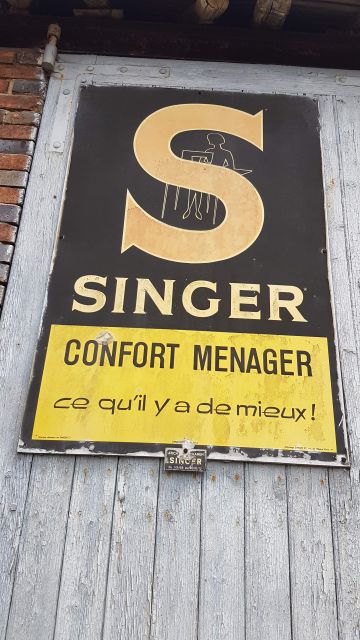 S
SINGER
CONFORT MENAGER
ce qu'il y a de mieux!
SINGER